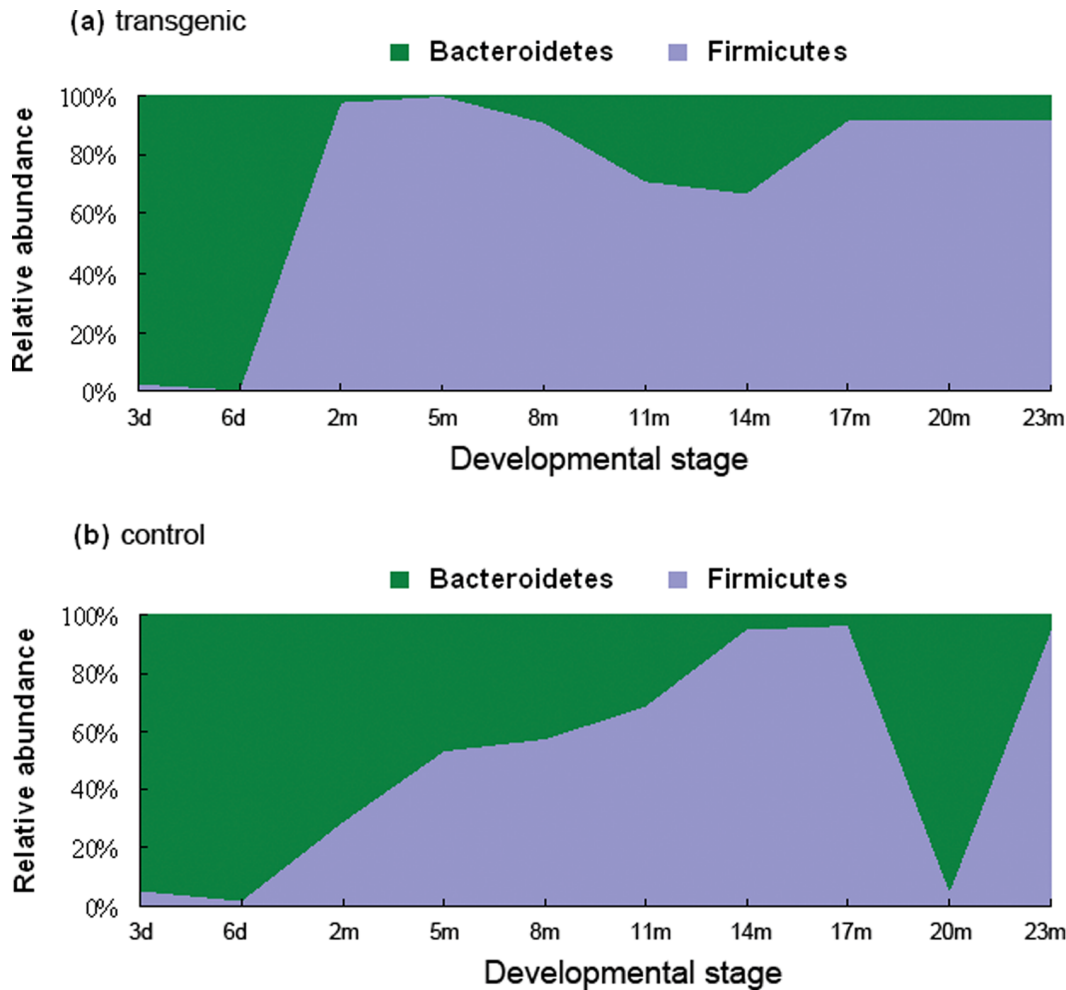 (a) transgenic
Bacteroidetes Firmicutes
Relative abundance
100%
80%
60%
40%
20%
0%
3d 6d 2m 5m 8m 11m 14m 17m 20m 23m
Developmental stage
(b) control
Bacteroidetes Firmicutes
Relative abundance
100%
80%
60%
40%
20%
0%
3d 6d 2m 5m 8m 11m 14m 17m 20m 23m
Developmental stage